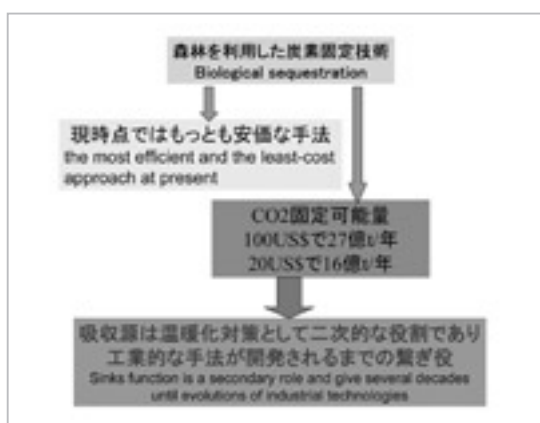 森林を利用した炭素固定技術
Biological sequestration
現時点ではもっとも安価な手法
the most efficient and the least-cost
approach at present
CO2固定可能量
100US$で27億t/年
20US$で16億t/年
吸収源は温暖化対策として二次的な役割であり
工業的な手法が開発されるまでの繋ぎ役
Sinks function is a secondary role and give several decades
until evolutions of industrial technologies